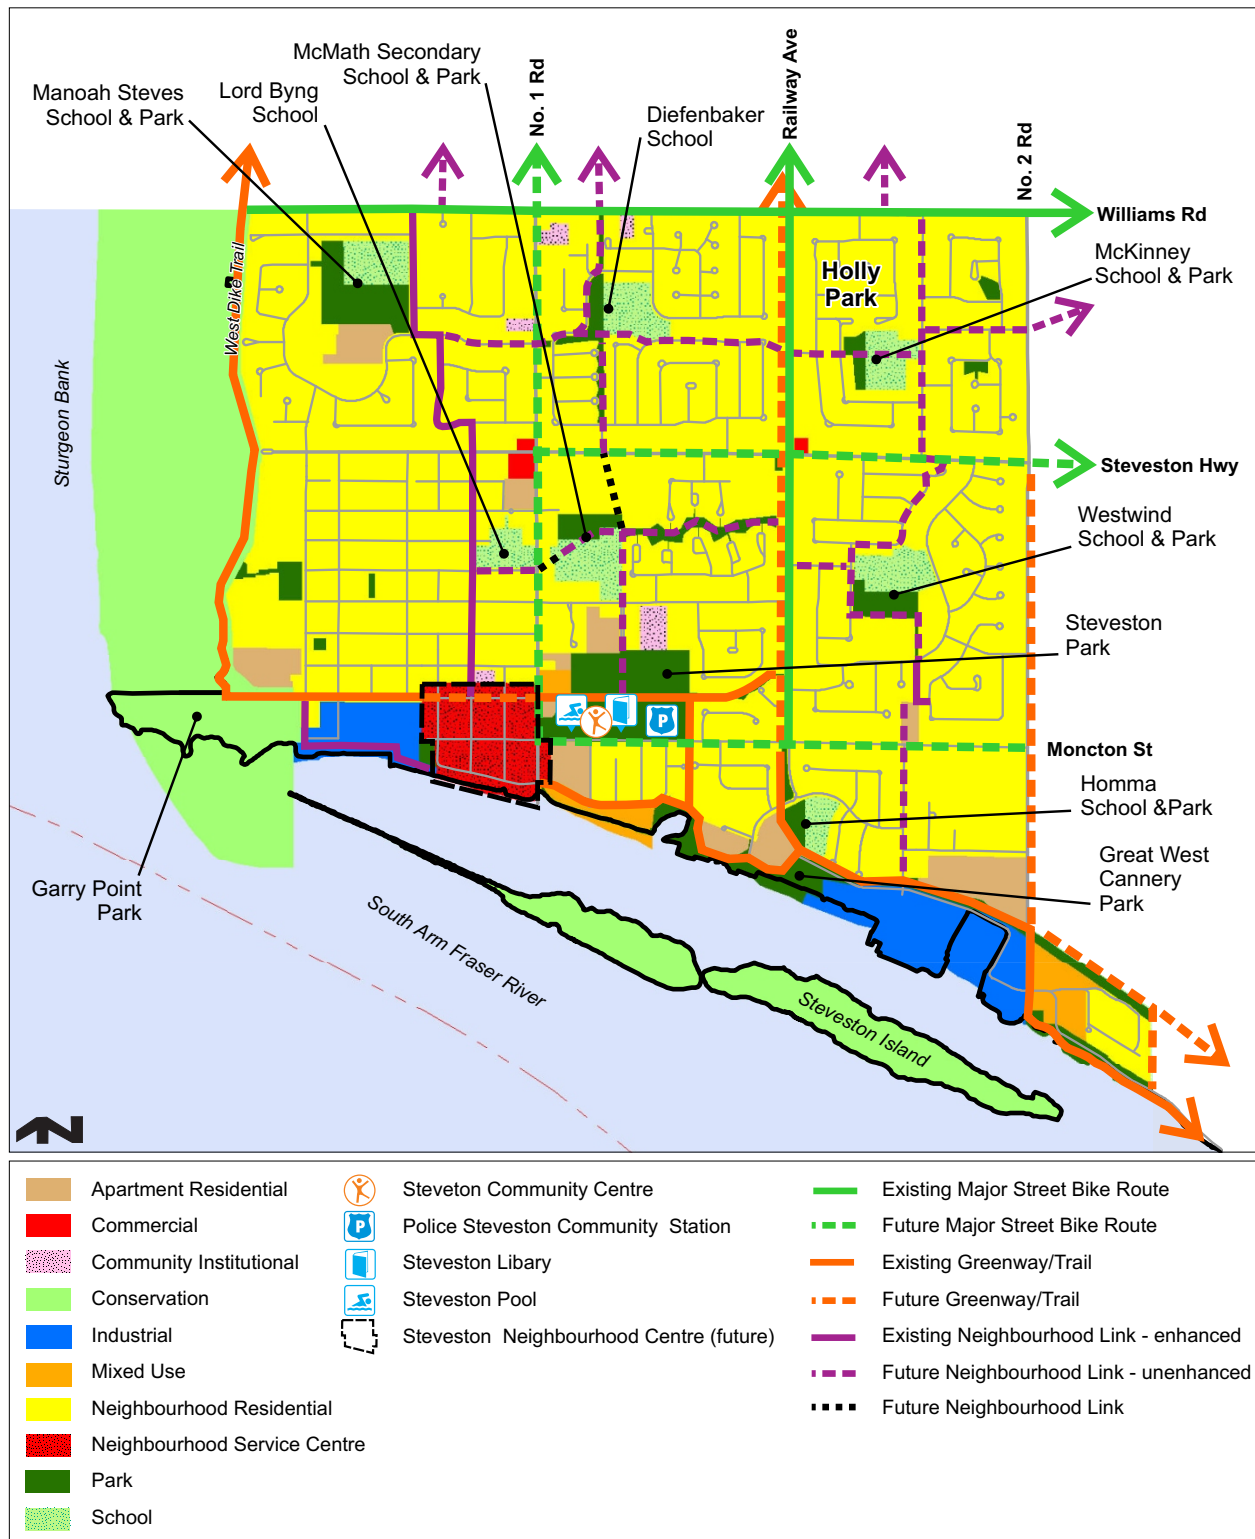 McMath Secondary
School & Park
Lord Byng
School
Manoah Steves
School & Park
No. 1 Rd
Diefenbaker
School
Railway Ave
No. 2 Rd
Williams Rd
McKinney
School & Park
Holly
Park
West Dike Trail
Sturgeon Bank
Steveston Hwy
Westwind
School & Park
Steveston
Park
P
Moncton St
Homma
School &Park
Great West
Cannery
Park
Garry Point
Park
South Arm Fraser River
Steveston Island
N
Apartment Residential
Commercial
Community Institutional
Conservation
Industrial
Mixed Use
Neighbourhood Residential
Neighbourhood Service Centre
Park
School
Steveton Community Centre
P
Police Steveston Community Station
Steveston Libary
Steveston Pool
Steveston Neighbourhood Centre (future)
Existing Major Street Bike Route
Future Major Street Bike Route
Existing Greenway/Trail
Future Greenway/Trail
Existing Neighbourhood Link - enhanced
Future Neighbourhood Link - unenhanced
Future Neighbourhood Link